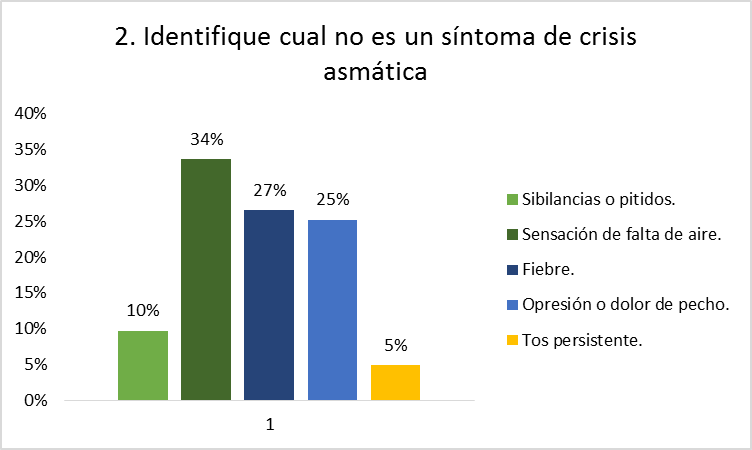 2. Identifique cual no es un síntoma de crisis
asmática
40%
35%
30%
25%
20%
15%
10%
5%
0%
10%
34%
27%
25%
5%
1
Sibilancias o pitidos.
Sensación de falta de aire.
Fiebre.
Opresión o dolor de pecho.
Tos persistente.